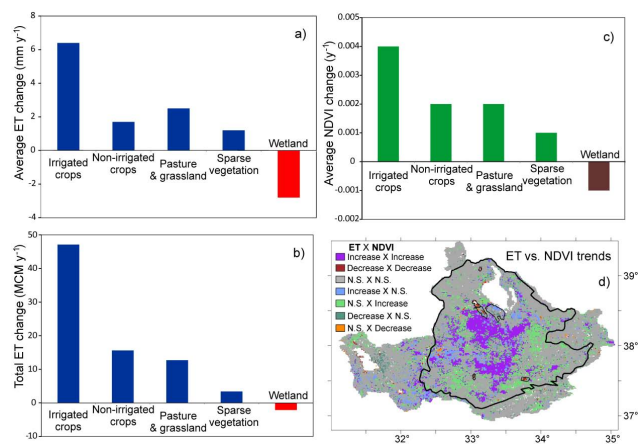 a)
Average ET change (mm y⁻¹)
8
6
4
2
0
-2
-4
Irrigated crops
Non-irrigated crops
Pasture & grassland
Sparse vegetation
Wetland
c)
Average NDVI change (y⁻¹)
0.005
0.004
0.003
0.002
0.001
0
-0.001
-0.002
Irrigated crops
Non-irrigated crops
Pasture & grassland
Sparse vegetation
Wetland
b)
Total ET change (MCM y⁻¹)
50
40
30
20
10
0
-10
Irrigated crops
Non-irrigated crops
Pasture & grassland
Sparse vegetation
Wetland
ET X NDVI
Increase X Increase
Decrease X Decrease
N.S. X N.S.
Increase X N.S.
N.S. X Increase
Decrease X N.S.
N.S. X Decrease
ET vs. NDVI trends
d)
39°
38°
37°
32°
33°
34°
35°